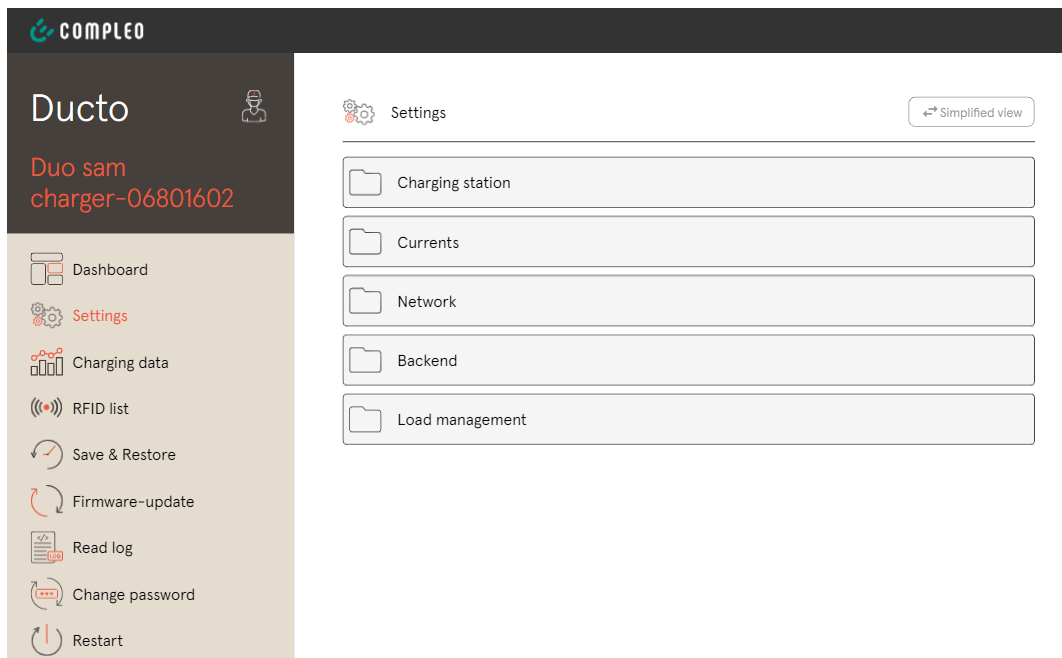 COMPLEO
Ducto
Duo sam
charger-06801602
Dashboard
Settings
Charging data
RFID list
Save & Restore
Firmware-update
Read log
Change password
Restart
Settings
Simplified view
Charging station
Currents
Network
Backend
Load management